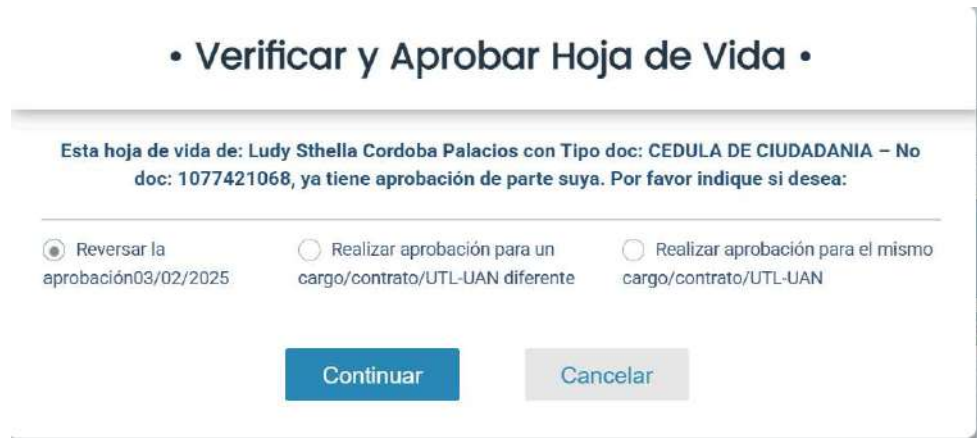 • Verificar y Aprobar Hoja de Vida •
Esta hoja de vida de: Ludy Sthella Cordoba Palacios con Tipo doc: CEDULA DE CIUDADANIA – No
doc: 1077421068, ya tiene aprobación de parte suya. Por favor indique si desea:
Reversar la
aprobación03/02/2025
Realizar aprobación para un
cargo/contrato/UTL-UAN diferente
Realizar aprobación para el mismo
cargo/contrato/UTL-UAN
Continuar
Cancelar